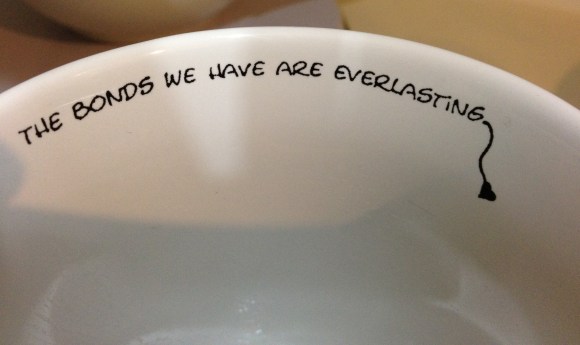 THE BONDS WE HAVE ARE EVERLASTING